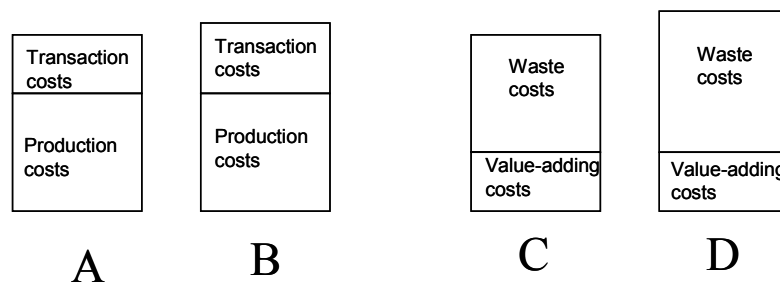 Transaction
costs
Production
costs
A
Transaction
costs
Production
costs
B
Waste
costs
Value-adding
costs
C
Waste
costs
Value-adding
costs
D